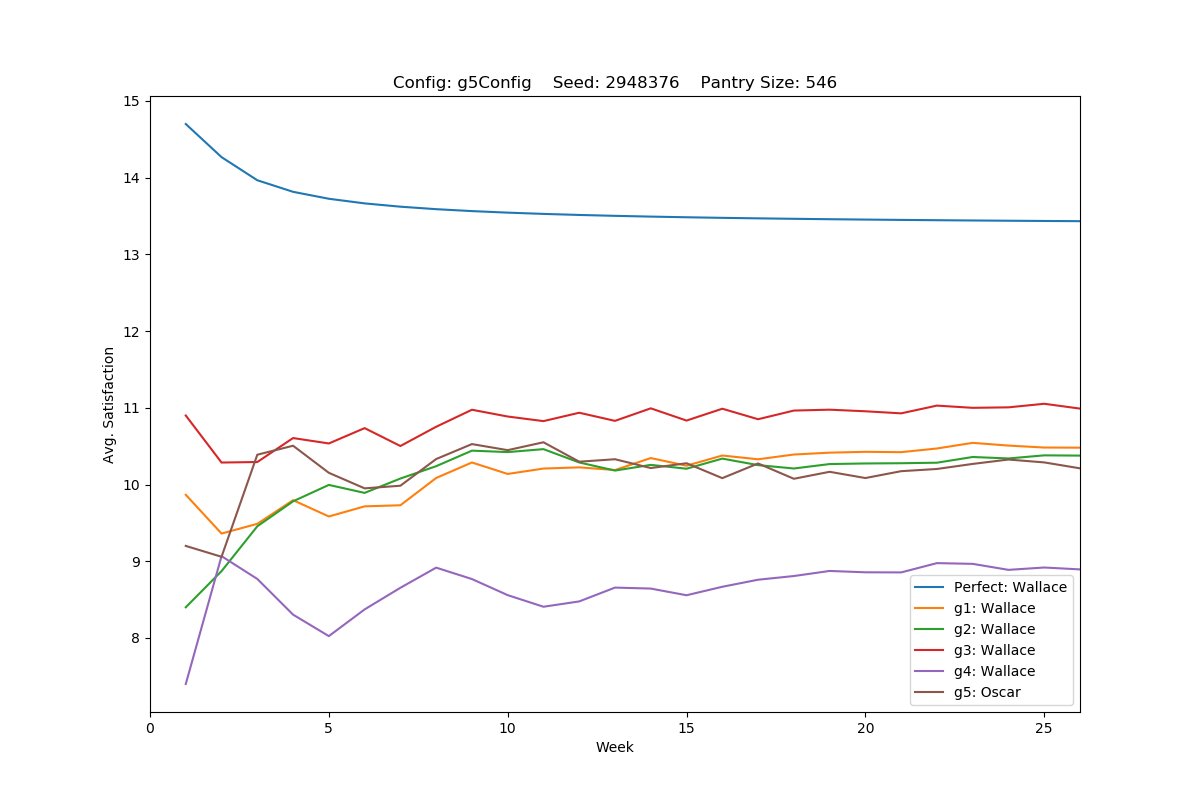 Config: g5Config    Seed: 2948376    Pantry Size: 546
15
14
13
12
11
10
9
8
Avg. Satisfaction
0 5 10 15 20 25
Week
Perfect: Wallace
g1: Wallace
g2: Wallace
g3: Wallace
g4: Wallace
g5: Oscar